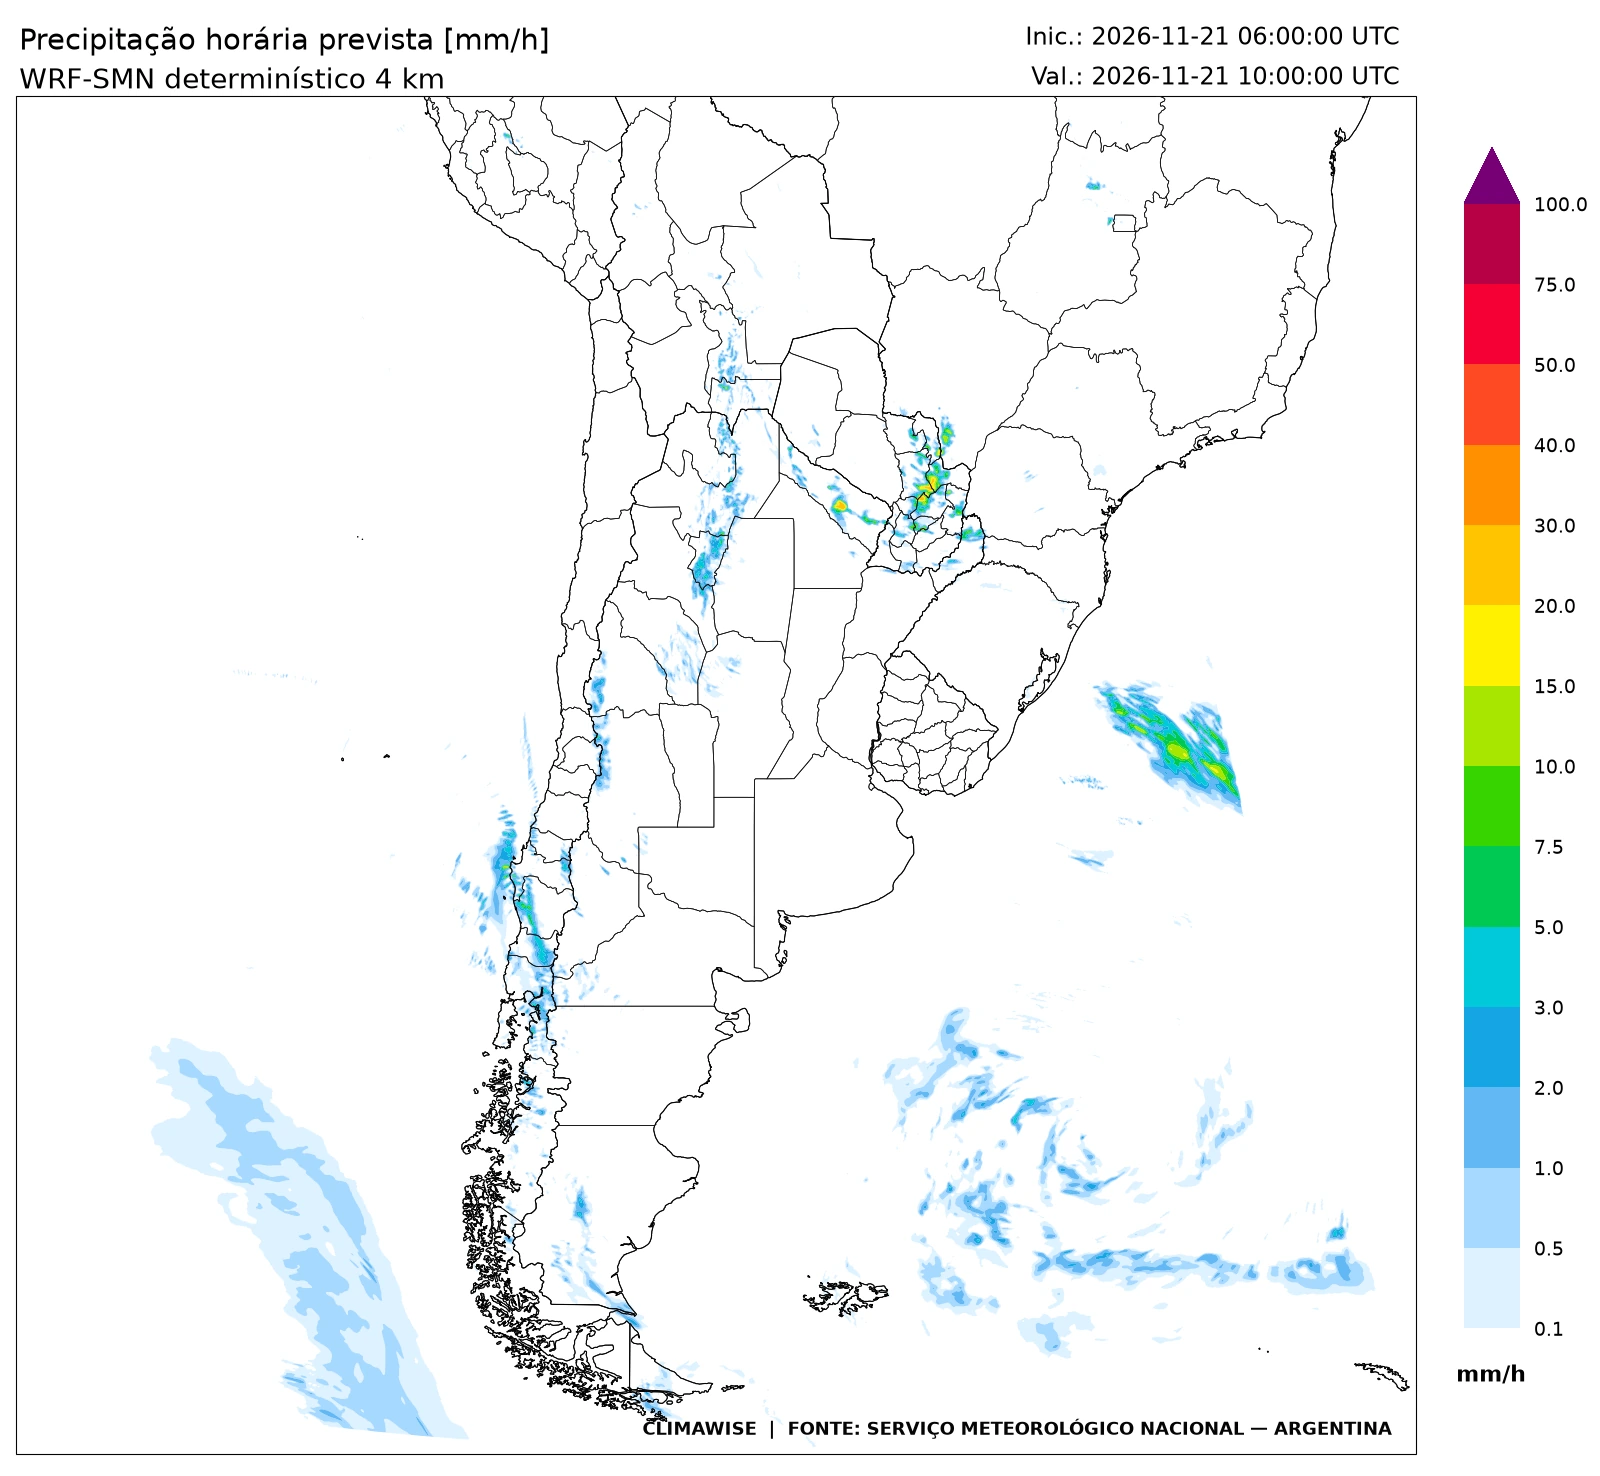 Precipitação horária prevista [mm/h]
WRF-SMN determinístico 4 km
Inic.: 2026-11-21 06:00:00 UTC
Val.: 2026-11-21 10:00:00 UTC
100.0
75.0
50.0
40.0
30.0
20.0
15.0
10.0
7.5
5.0
3.0
2.0
1.0
0.5
0.1
mm/h
CLIMAWISE | FONTE: SERVIÇO METEOROLÓGICO NACIONAL — ARGENTINA